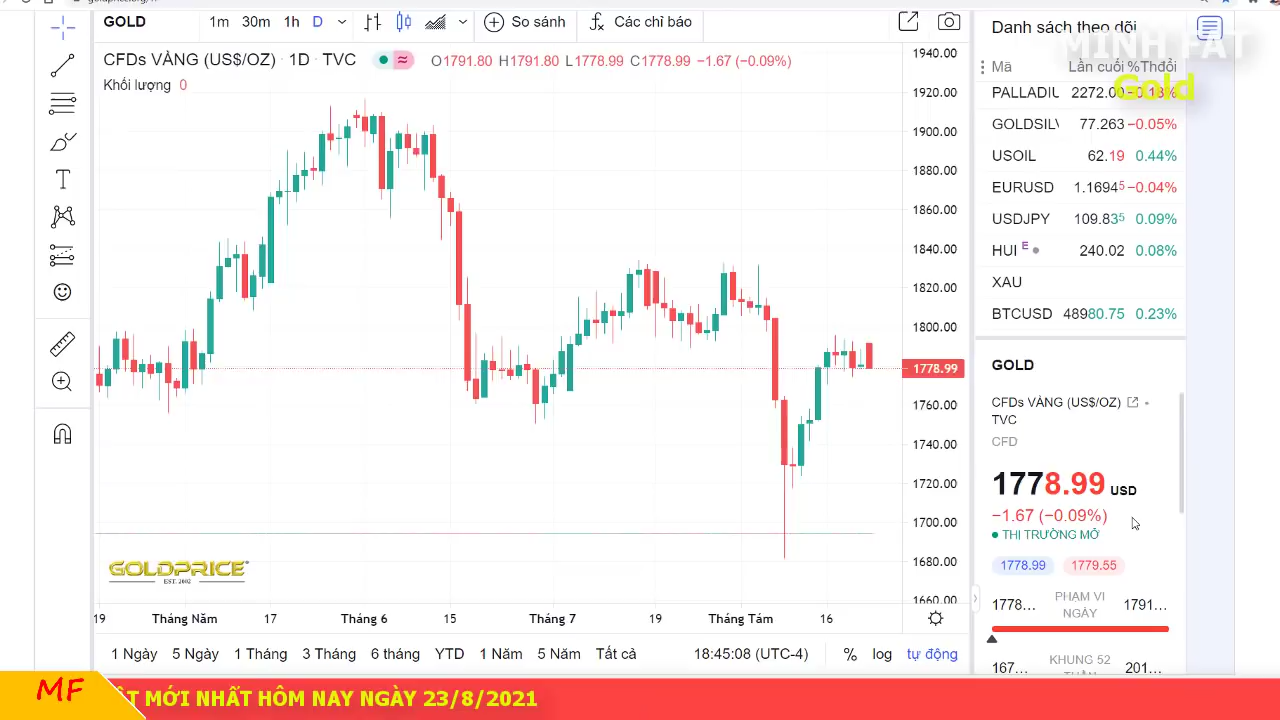 GOLD 1m 30m 1h D So sánh Các chỉ báo
CFDs VÀNG (US$/OZ) · 1D · TVC O1791.80 H1791.80 L1778.99 C1778.99 −1.67 (−0.09%)
Khối lượng 0
1940.00
1920.00
1900.00
1880.00
1860.00
1840.00
1820.00
1800.00
1778.99
1760.00
1740.00
1720.00
1700.00
1680.00
1660.00
GOLDPRICE
EST. 2002
19 Tháng Năm 17 Tháng 6 15 Tháng 7 19 Tháng Tám 16
1 Ngày 5 Ngày 1 Tháng 3 Tháng 6 tháng YTD 1 Năm 5 Năm Tất cả 18:45:08 (UTC-4) % log tự động
Danh sách theo dõi
MINH FAT
Gold
Mã Lần cuối %Thđổi
PALLADIU 2272.00 −0.18%
GOLDSILV 77.263 −0.05%
USOIL 62.19 0.44%
EURUSD 1.16945 −0.04%
USDJPY 109.835 0.09%
HUI E 240.02 0.08%
XAU
BTCUSD 48980.75 0.23%
GOLD
CFDs VÀNG (US$/OZ)
TVC
CFD
1778.99 USD
−1.67 (−0.09%)
THỊ TRƯỜNG MỞ
1778.99 1779.55
1778... PHẠM VI NGÀY 1791...
167... KHUNG 52 201...
MF
ẬT MỚI NHẤT HÔM NAY NGÀY 23/8/2021